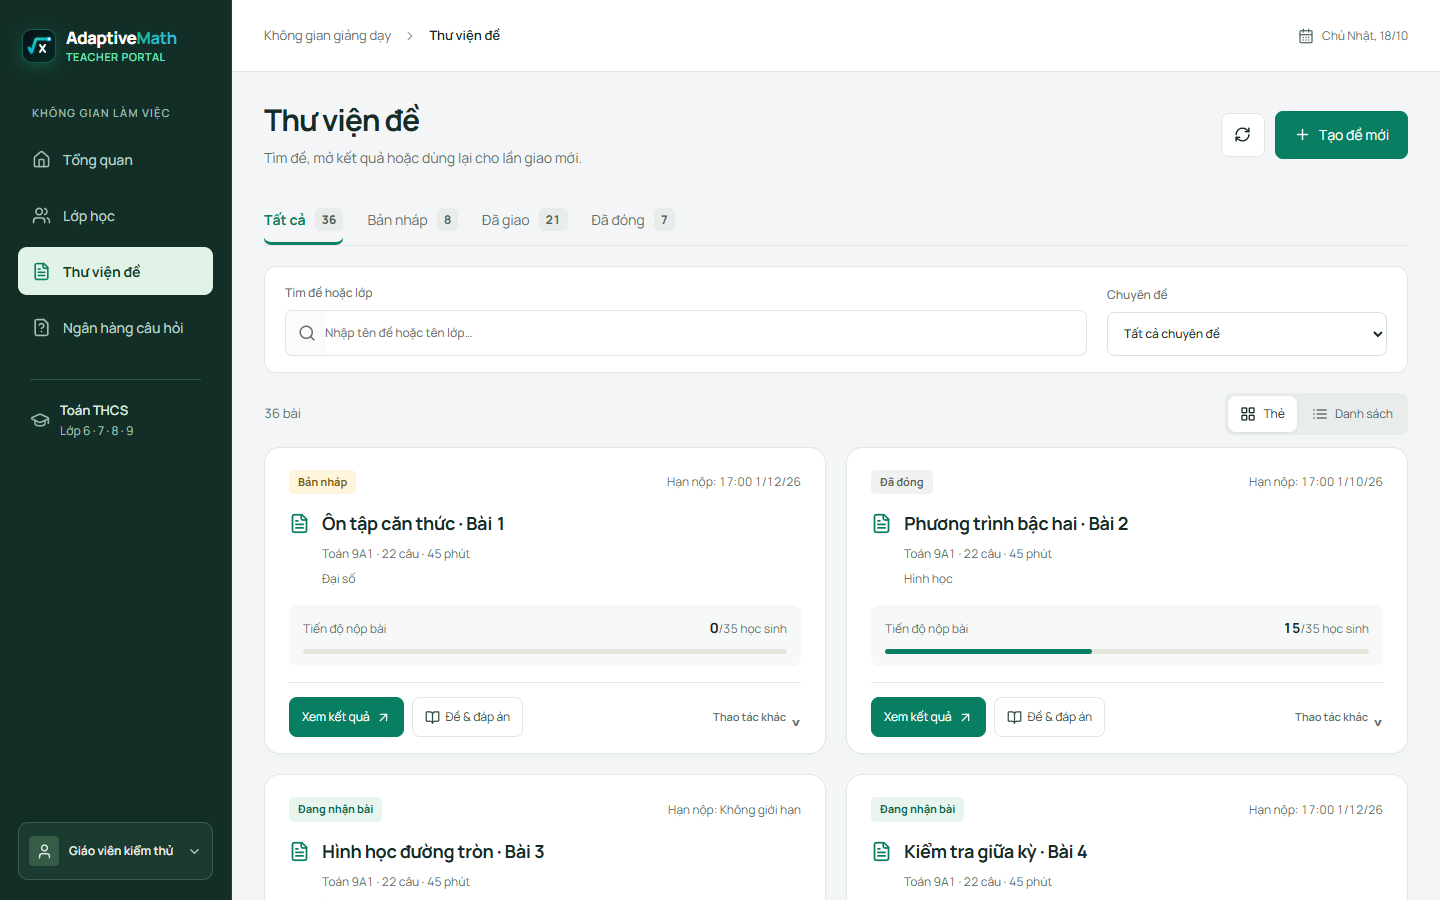 AdaptiveMath
TEACHER PORTAL
KHÔNG GIAN LÀM VIỆC
Tổng quan
Lớp học
Thư viện đề
Ngân hàng câu hỏi
Toán THCS
Lớp 6 · 7 · 8 · 9
Giáo viên kiểm thử
Không gian giảng dạy
Thư viện đề
Chủ Nhật, 18/10
Thư viện đề
Tìm đề, mở kết quả hoặc dùng lại cho lần giao mới.
Tạo đề mới
Tất cả 36
Bản nháp 8
Đã giao 21
Đã đóng 7
Tìm đề hoặc lớp
Nhập tên đề hoặc tên lớp...
Chuyên đề
Tất cả chuyên đề
36 bài
Thẻ
Danh sách
Bản nháp
Hạn nộp: 17:00 1/12/26
Ôn tập căn thức · Bài 1
Toán 9A1 · 22 câu · 45 phút
Đại số
Tiến độ nộp bài
0/35 học sinh
Xem kết quả
Đề & đáp án
Thao tác khác
Đã đóng
Hạn nộp: 17:00 1/10/26
Phương trình bậc hai · Bài 2
Toán 9A1 · 22 câu · 45 phút
Hình học
Tiến độ nộp bài
15/35 học sinh
Xem kết quả
Đề & đáp án
Thao tác khác
Đang nhận bài
Hạn nộp: Không giới hạn
Hình học đường tròn · Bài 3
Toán 9A1 · 22 câu · 45 phút
Đang nhận bài
Hạn nộp: 17:00 1/12/26
Kiểm tra giữa kỳ · Bài 4
Toán 9A1 · 22 câu · 45 phút